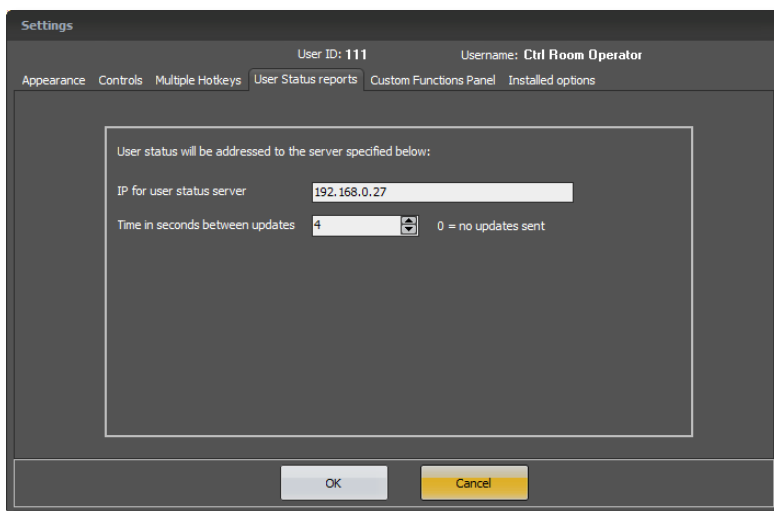 Settings
User ID: 111 Username: Ctrl Room Operator
Appearance Controls Multiple Hotkeys User Status reports Custom Functions Panel Installed options
User status will be addressed to the server specified below:
IP for user status server 192.168.0.27
Time in seconds between updates 4 0 = no updates sent
OK Cancel